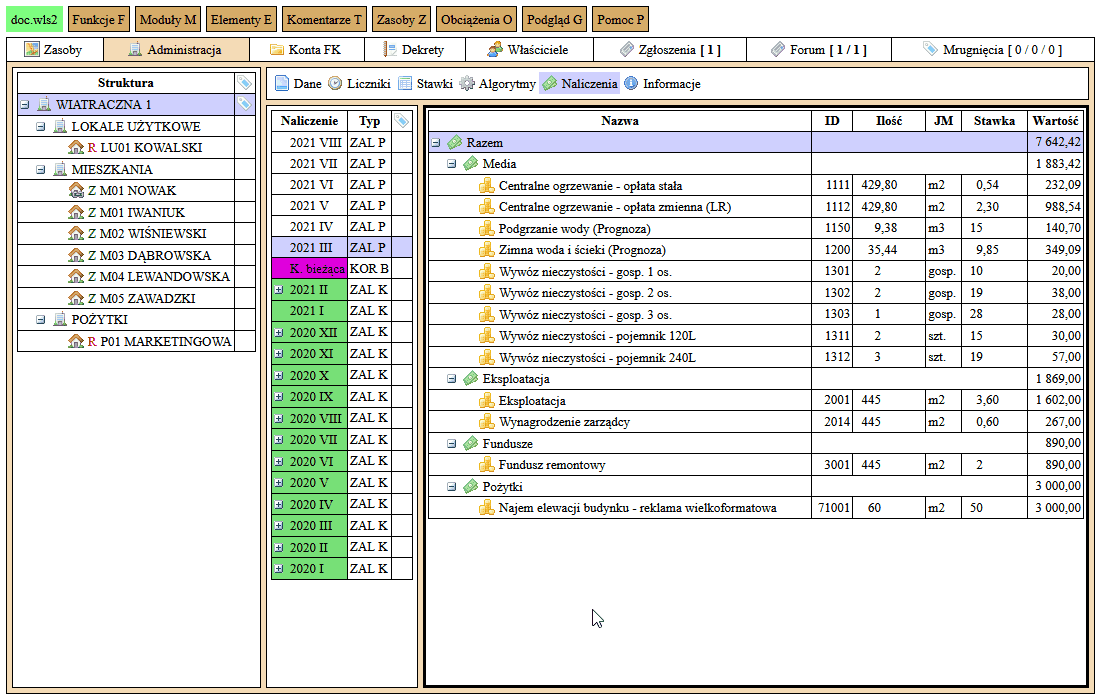 doc.wls2 Funkcje F Moduły M Elementy E Komentarze T Zasoby Z Obciążenia O Podgląd G Pomoc P
Zasoby Administracja Konta FK Dekrety Właściciele Zgłoszenia [ 1 ] Forum [ 1 / 1 ] Mrugnięcia [ 0 / 0 / 0 ]
Struktura
WIATRACZNA 1
LOKALE UŻYTKOWE
R LU01 KOWALSKI
MIESZKANIA
Z M01 NOWAK
Z M01 IWANIUK
Z M02 WIŚNIEWSKI
Z M03 DĄBROWSKA
Z M04 LEWANDOWSKA
Z M05 ZAWADZKI
POŻYTKI
R P01 MARKETINGOWA
Dane Liczniki Stawki Algorytmy Naliczenia Informacje
Naliczenie Typ
2021 VIII ZAL P
2021 VII ZAL P
2021 VI ZAL P
2021 V ZAL P
2021 IV ZAL P
2021 III ZAL P
K. bieżąca KOR B
2021 II ZAL K
2021 I ZAL K
2020 XII ZAL K
2020 XI ZAL K
2020 X ZAL K
2020 IX ZAL K
2020 VIII ZAL K
2020 VII ZAL K
2020 VI ZAL K
2020 V ZAL K
2020 IV ZAL K
2020 III ZAL K
2020 II ZAL K
2020 I ZAL K
Nazwa ID Ilość JM Stawka Wartość
Razem 7 642,42
Media 1 883,42
Centralne ogrzewanie - opłata stała 1111 429,80 m2 0,54 232,09
Centralne ogrzewanie - opłata zmienna (LR) 1112 429,80 m2 2,30 988,54
Podgrzanie wody (Prognoza) 1150 9,38 m3 15 140,70
Zimna woda i ścieki (Prognoza) 1200 35,44 m3 9,85 349,09
Wywóz nieczystości - gosp. 1 os. 1301 2 gosp. 10 20,00
Wywóz nieczystości - gosp. 2 os. 1302 2 gosp. 19 38,00
Wywóz nieczystości - gosp. 3 os. 1303 1 gosp. 28 28,00
Wywóz nieczystości - pojemnik 120L 1311 2 szt. 15 30,00
Wywóz nieczystości - pojemnik 240L 1312 3 szt. 19 57,00
Eksploatacja 1 869,00
Eksploatacja 2001 445 m2 3,60 1 602,00
Wynagrodzenie zarządcy 2014 445 m2 0,60 267,00
Fundusze 890,00
Fundusz remontowy 3001 445 m2 2 890,00
Pożytki 3 000,00
Najem elewacji budynku - reklama wielkoformatowa 71001 60 m2 50 3 000,00